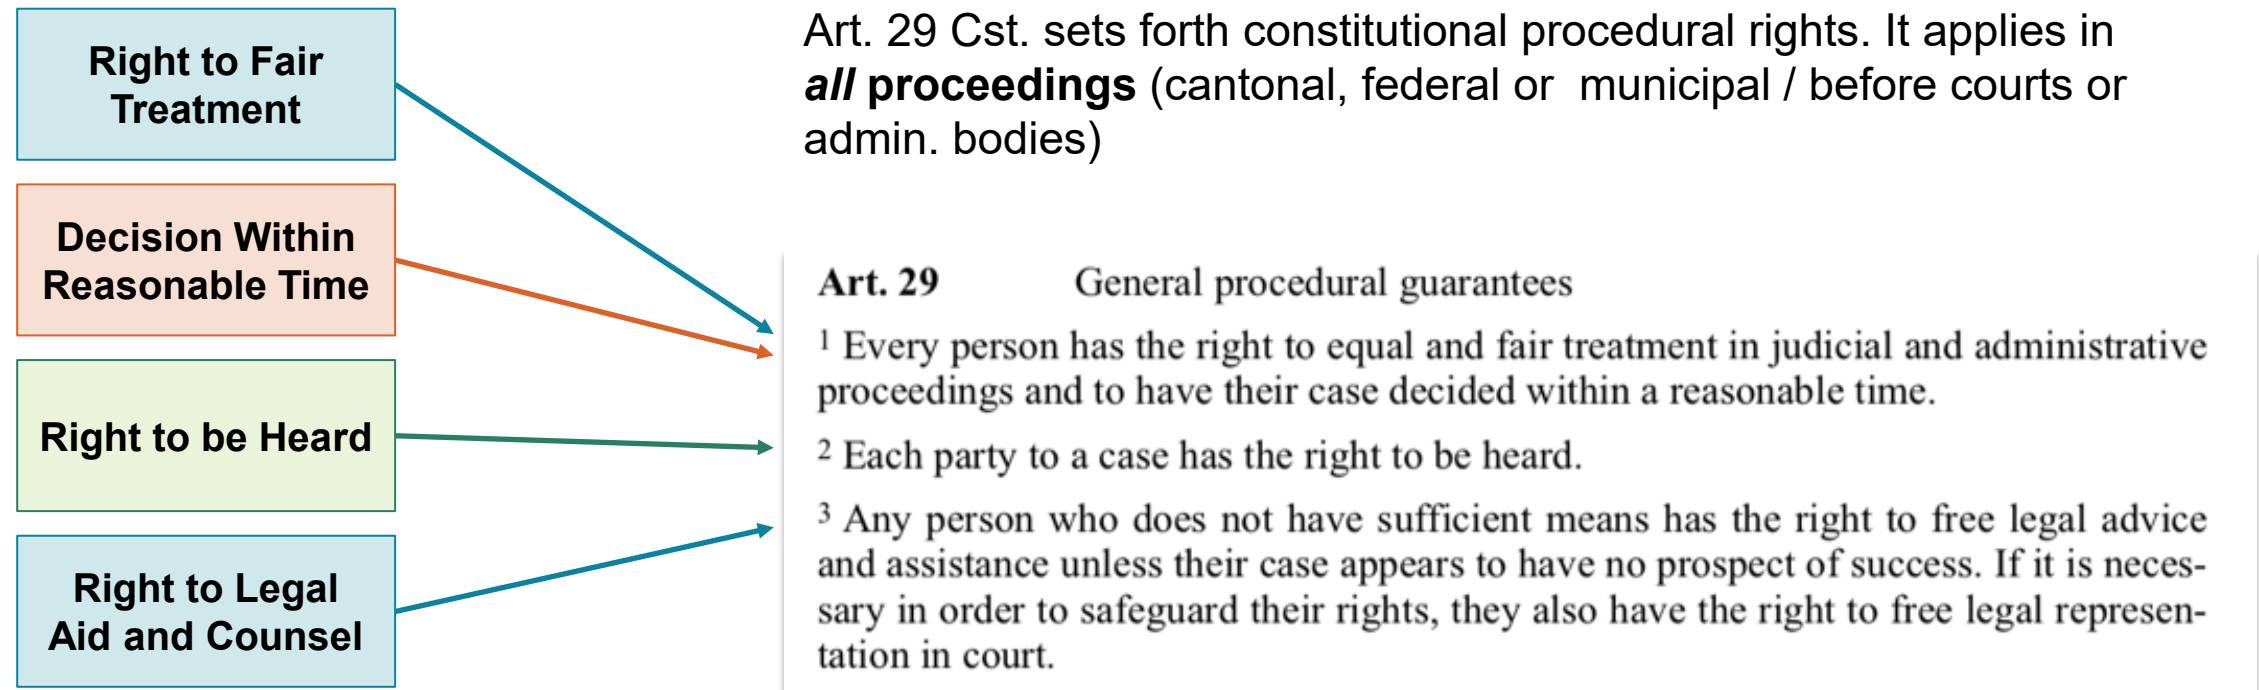 Right to Fair
Treatment
Decision Within
Reasonable Time
Right to be Heard
Right to Legal
Aid and Counsel
Art. 29 Cst. sets forth constitutional procedural rights. It applies in
all proceedings (cantonal, federal or municipal / before courts or
admin. bodies)
Art. 29 General procedural guarantees
1 Every person has the right to equal and fair treatment in judicial and administrative
proceedings and to have their case decided within a reasonable time.
2 Each party to a case has the right to be heard.
3 Any person who does not have sufficient means has the right to free legal advice
and assistance unless their case appears to have no prospect of success. If it is neces-
sary in order to safeguard their rights, they also have the right to free legal represen-
tation in court.